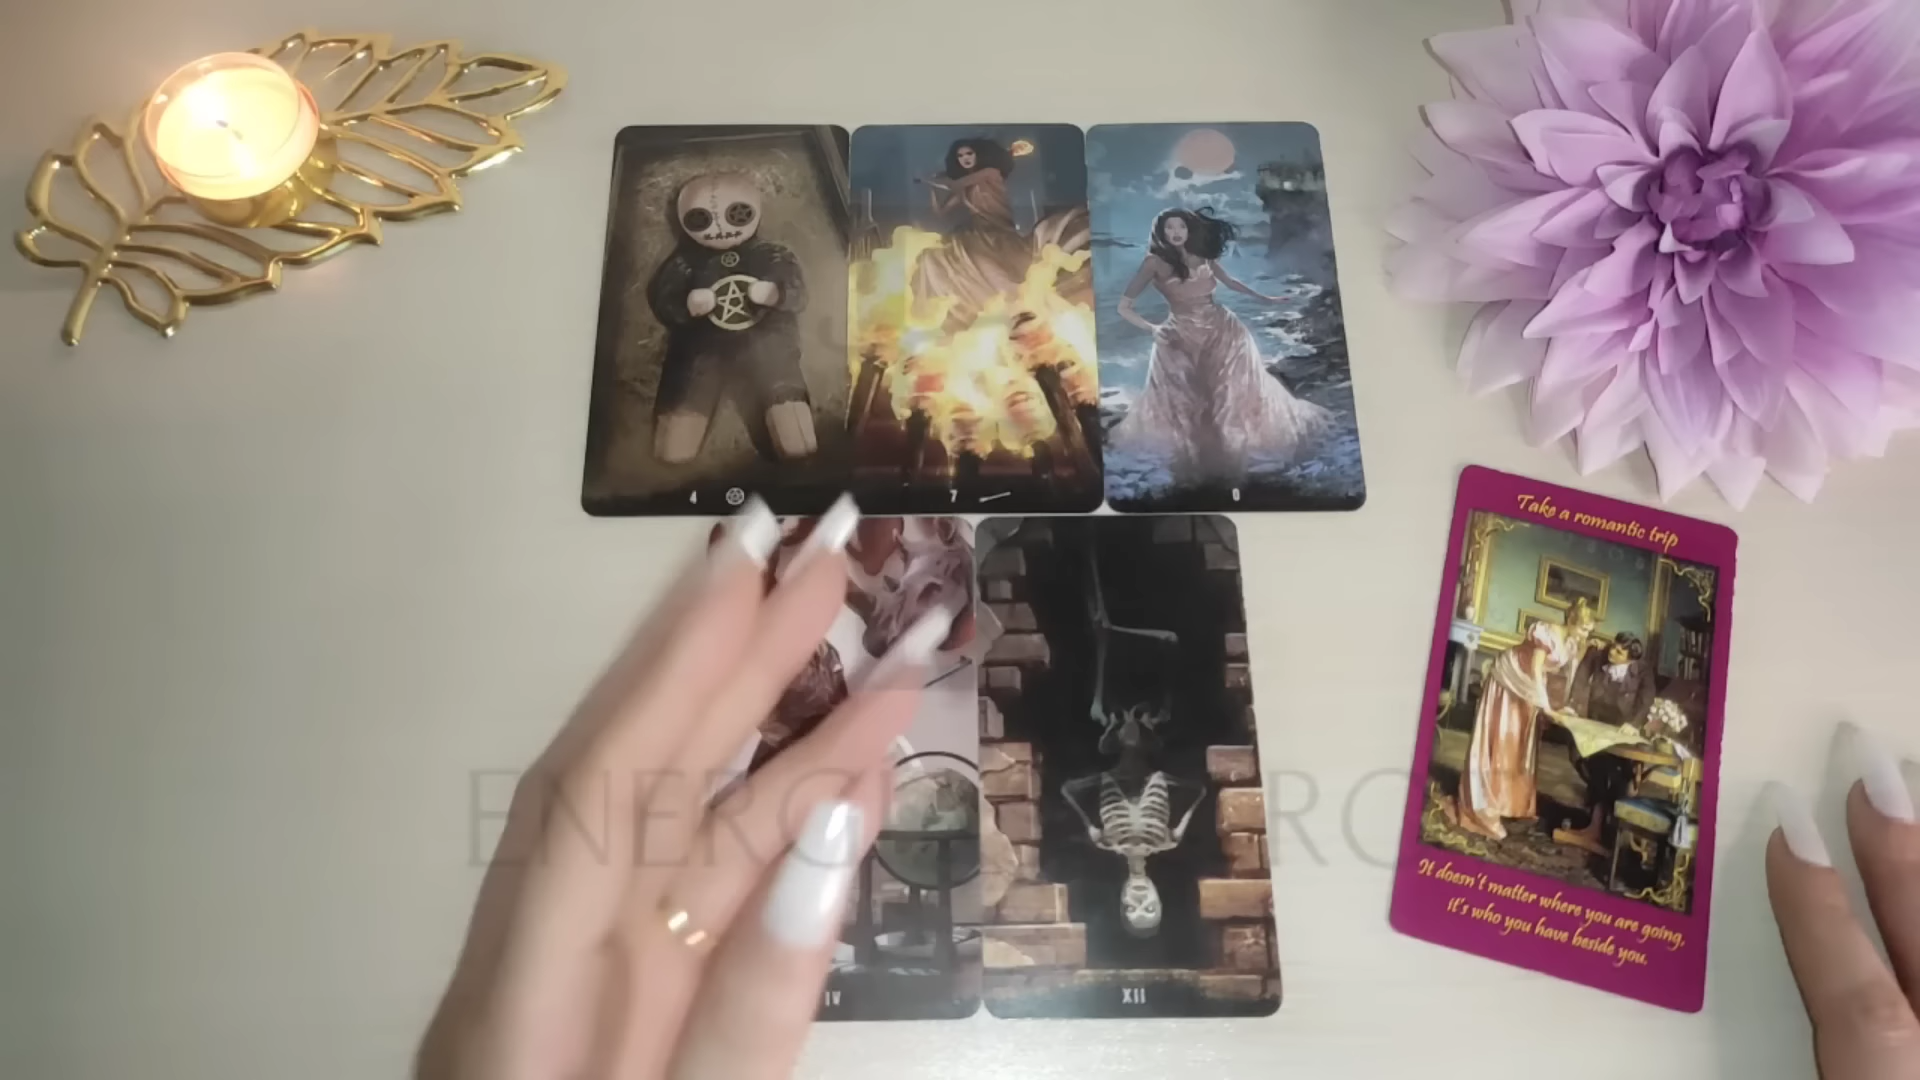 4
7
0
Take a romantic trip
It doesn't matter where you are going,
it's who you have beside you.
IV
XII